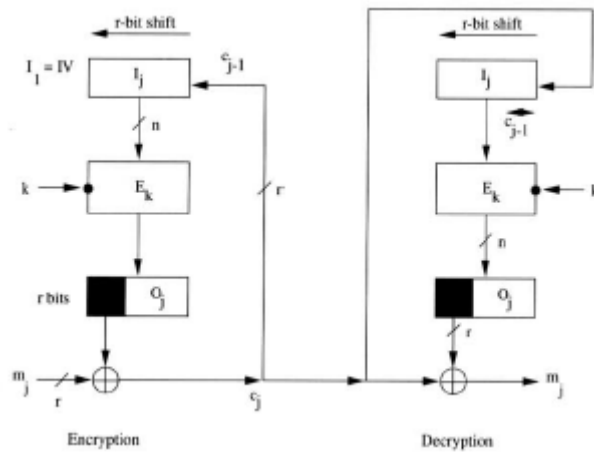 r-bit shift
I₁ = IV
Iⱼ
cⱼ₋₁
n
k
Eₖ
r
r bits
Oⱼ
mⱼ
r
cⱼ
Encryption
r-bit shift
Iⱼ
cⱼ₋₁
Eₖ
k
n
Oⱼ
r
mⱼ
Decryption